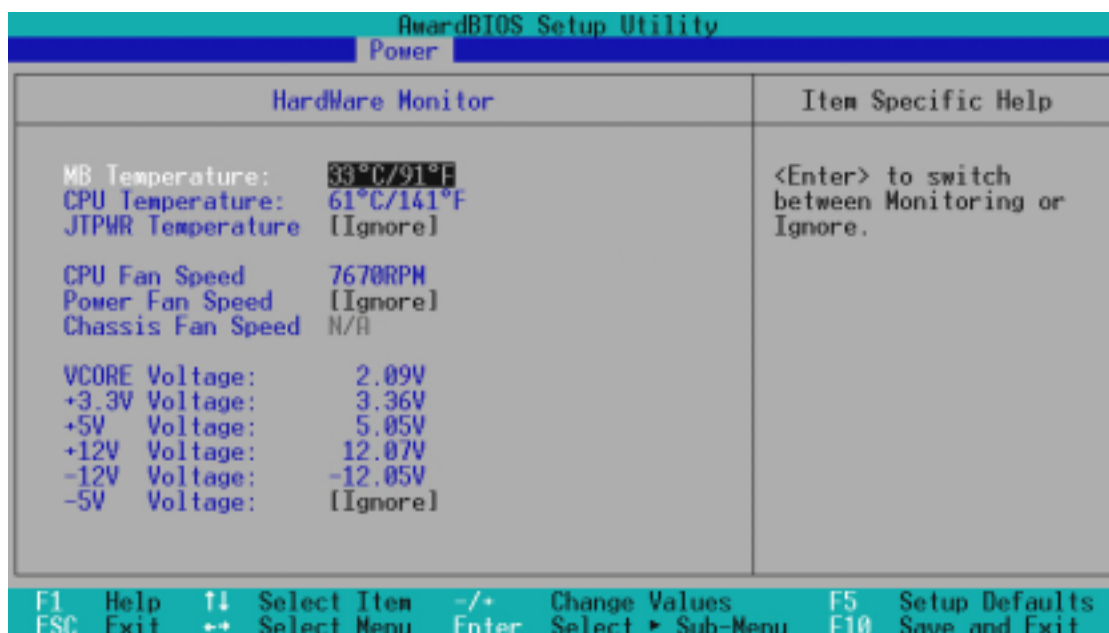 AwardBIOS Setup Utility
Power
HardWare Monitor
Item Specific Help
MB Temperature: 33°C/91°F
CPU Temperature: 61°C/141°F
JTPWR Temperature [Ignore]
CPU Fan Speed 7670RPM
Power Fan Speed [Ignore]
Chassis Fan Speed N/A
VCORE Voltage: 2.09V
+3.3V Voltage: 3.36V
+5V Voltage: 5.05V
+12V Voltage: 12.07V
-12V Voltage: -12.05V
-5V Voltage: [Ignore]
<Enter> to switch
between Monitoring or
Ignore.
F1 Help ↑↓ Select Item -/+ Change Values F5 Setup Defaults
ESC Exit ←→ Select Menu Enter Select ► Sub-Menu F10 Save and Exit